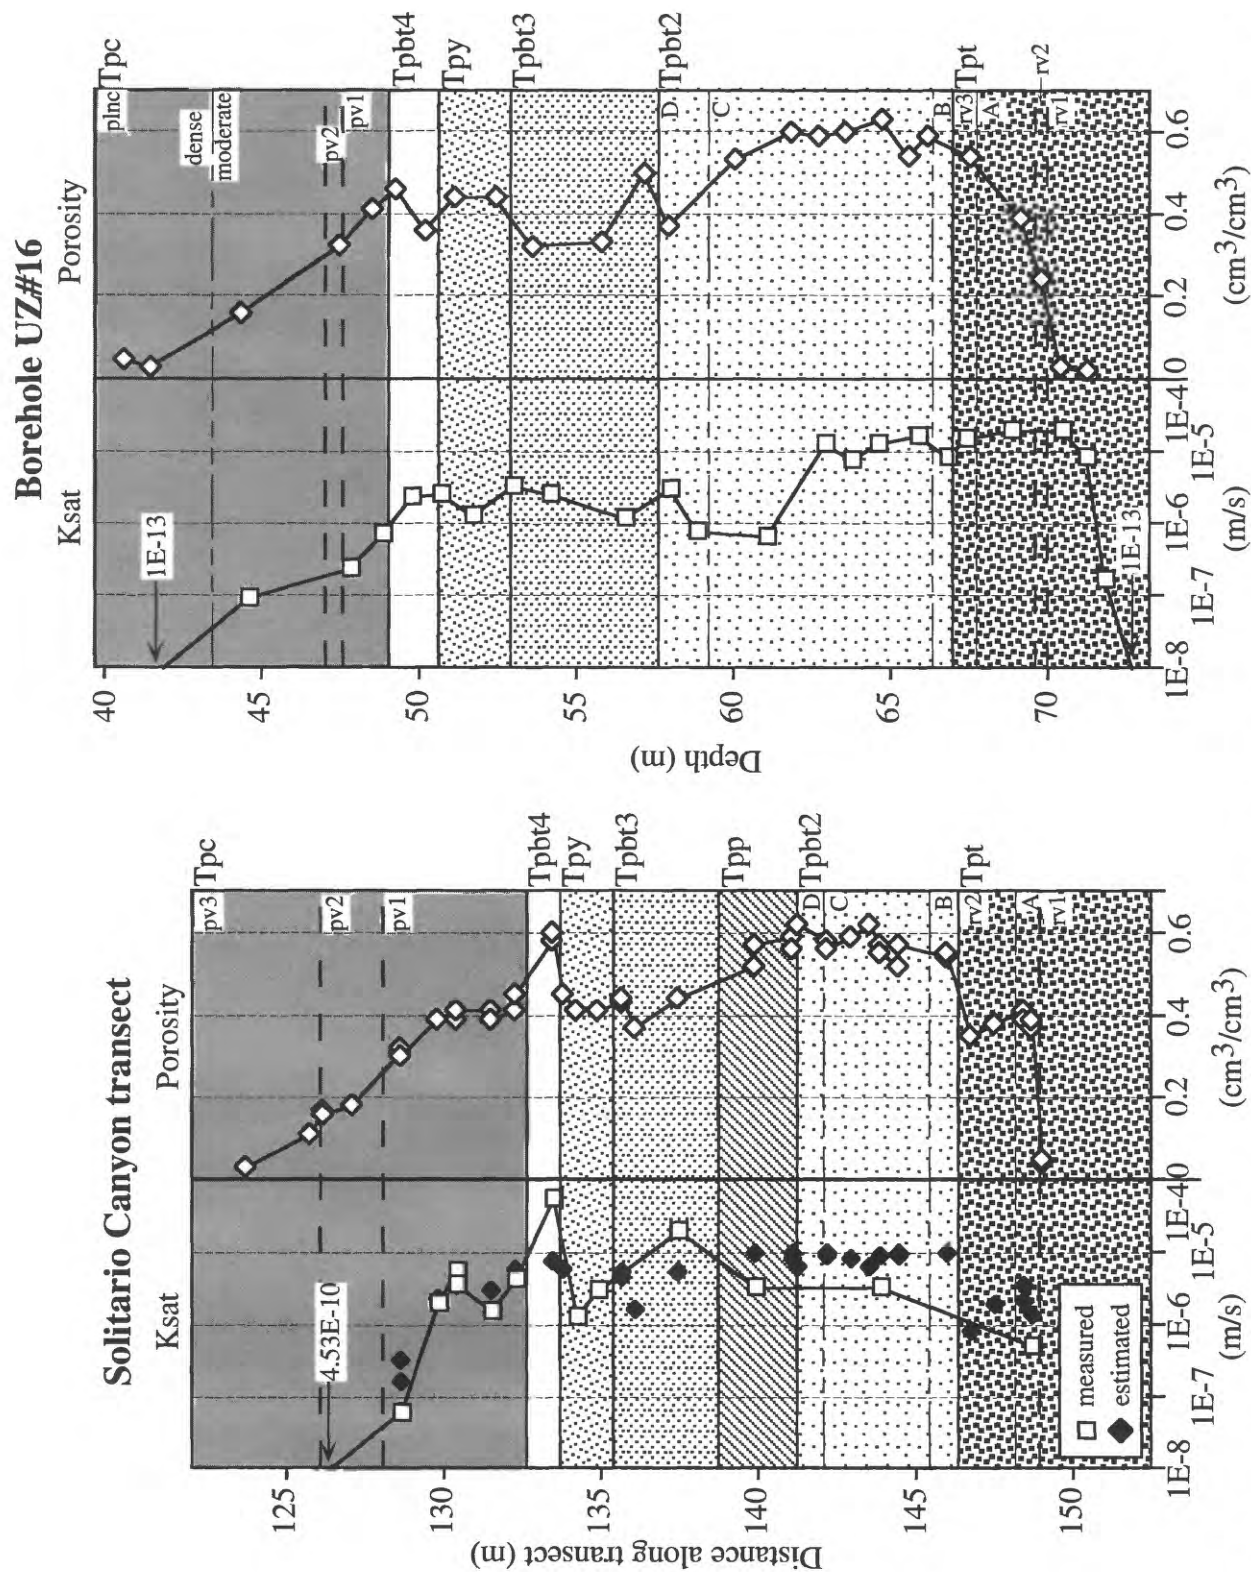 Solitario Canyon transect
Ksat
Porosity
4.53E-10
pv3
Tpc
pv2
pv1
Tpbt4
Tpy
Tpbt3
Tpp
Tpbt2
D
C
B
Tpt
rv2
A
rv1
125
130
135
140
145
150
Distance along transect (m)
measured
estimated
1E-8
1E-7
1E-6
1E-5
1E-4
0
0.2
0.4
0.6
(m/s)
(cm3/cm3)
Borehole UZ#16
Ksat
Porosity
1E-13
plnc
Tpc
dense
moderate
pv2
pv1
Tpbt4
Tpy
Tpbt3
Tpbt2
D
C
B
Tpt
rv3
A
rv2
rv1
1E-13
40
45
50
55
60
65
70
Depth (m)
1E-8
1E-7
1E-6
1E-5
1E-4
0
0.2
0.4
0.6
(m/s)
(cm3/cm3)